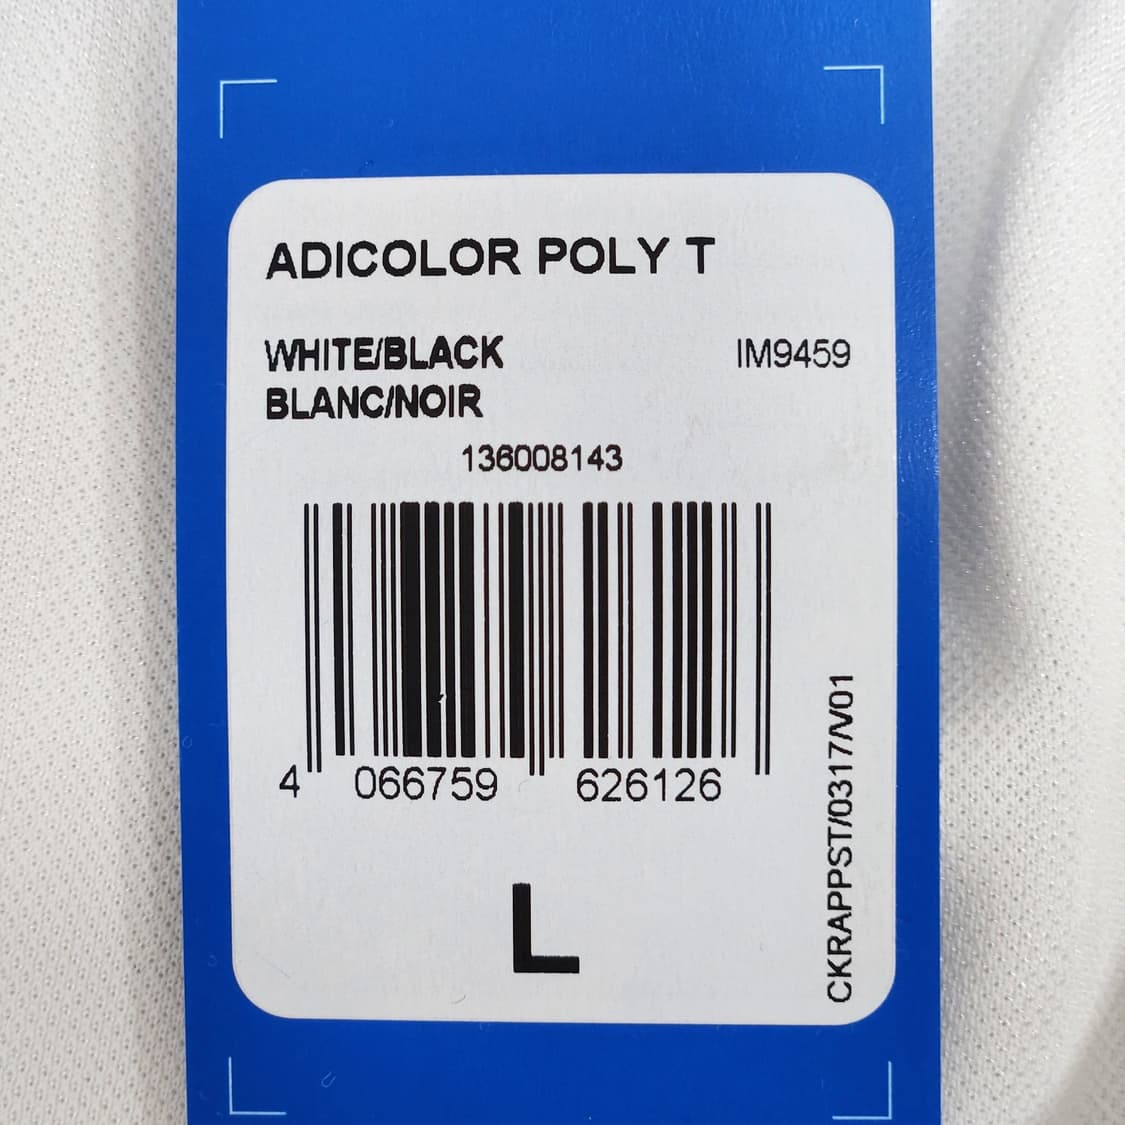 ADICOLOR POLY T
WHITE/BLACK IM9459
BLANC/NOIR
136008143
4 066759 626126
L
CKRAPPST/0317/V01